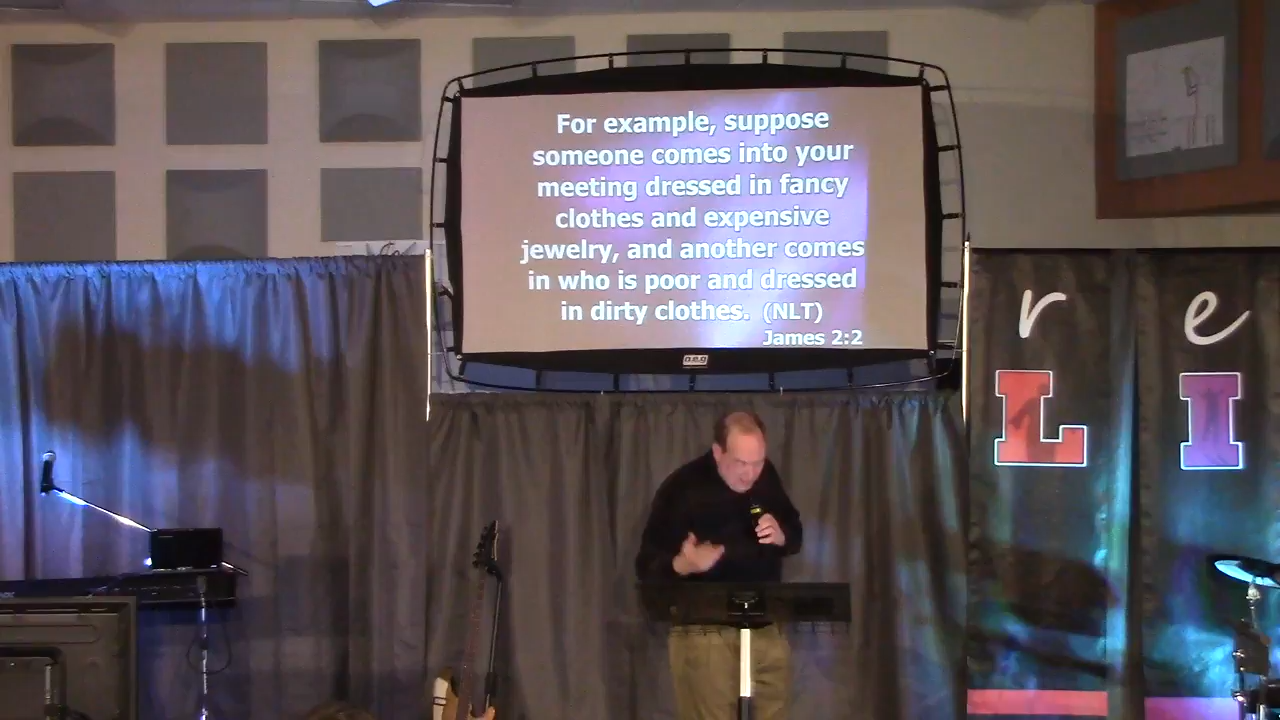 For example, suppose
someone comes into your
meeting dressed in fancy
clothes and expensive
jewelry, and another comes
in who is poor and dressed
in dirty clothes. (NLT)
James 2:2
r e
L I